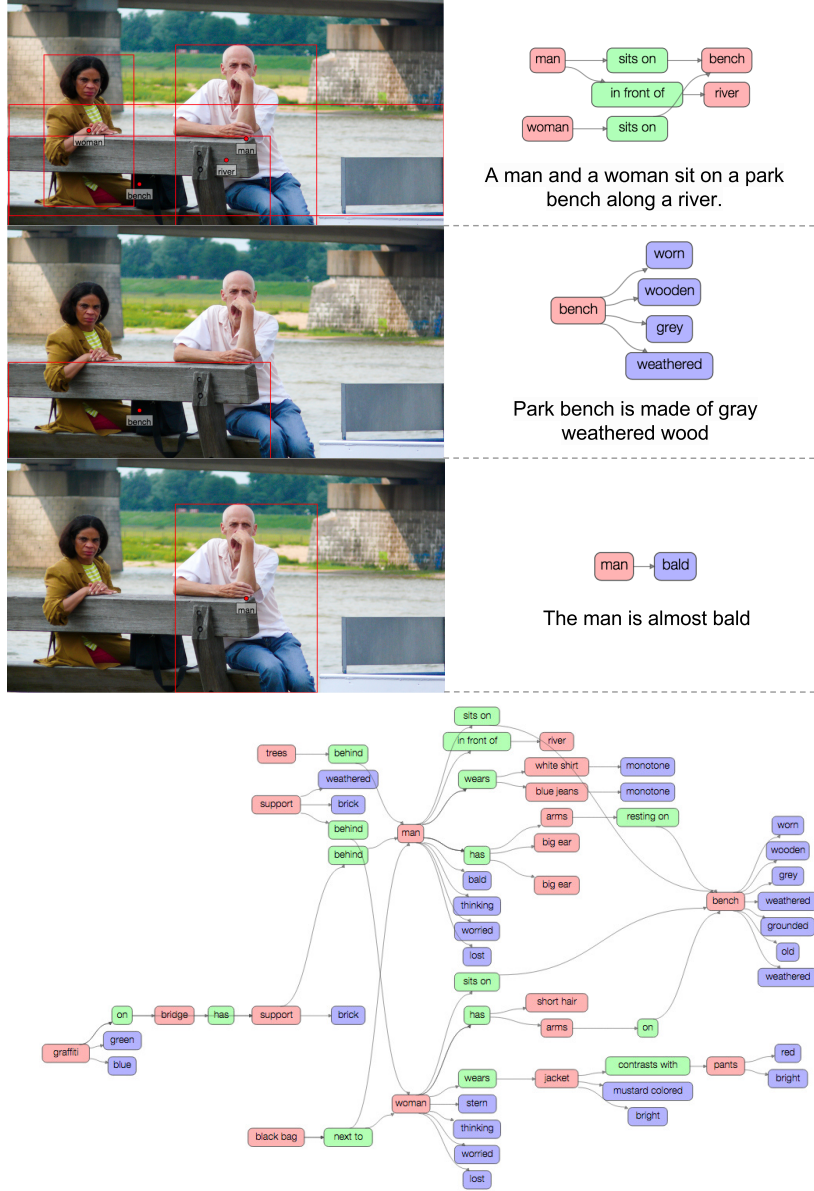 woman
man
river
bench
man
sits on
bench
in front of
river
woman
sits on
A man and a woman sit on a park
bench along a river.
bench
bench
worn
wooden
grey
weathered
Park bench is made of gray
weathered wood
man
man
bald
The man is almost bald
sits on
in front of
river
trees
behind
white shirt
monotone
weathered
wears
support
brick
blue jeans
monotone
behind
man
arms
resting on
worn
behind
has
big ear
wooden
bald
big ear
grey
thinking
bench
weathered
worried
grounded
lost
old
sits on
weathered
short hair
on
bridge
has
support
brick
has
arms
on
graffiti
green
blue
contrasts with
pants
red
wears
jacket
bright
mustard colored
woman
stern
bright
thinking
black bag
next to
worried
lost